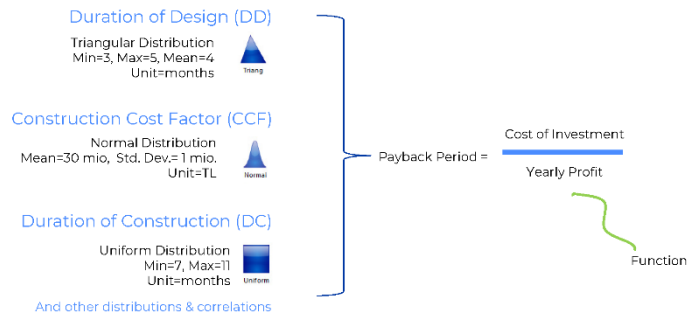 Duration of Design (DD)
Triangular Distribution
Min=3, Max=5, Mean=4
Unit=months
Triang
Construction Cost Factor (CCF)
Normal Distribution
Mean=30 mio, Std. Dev.= 1 mio.
Unit=TL
Normal
Duration of Construction (DC)
Uniform Distribution
Min=7, Max=11
Unit=months
Uniform
And other distributions & correlations
Payback Period =
Cost of Investment
Yearly Profit
Function